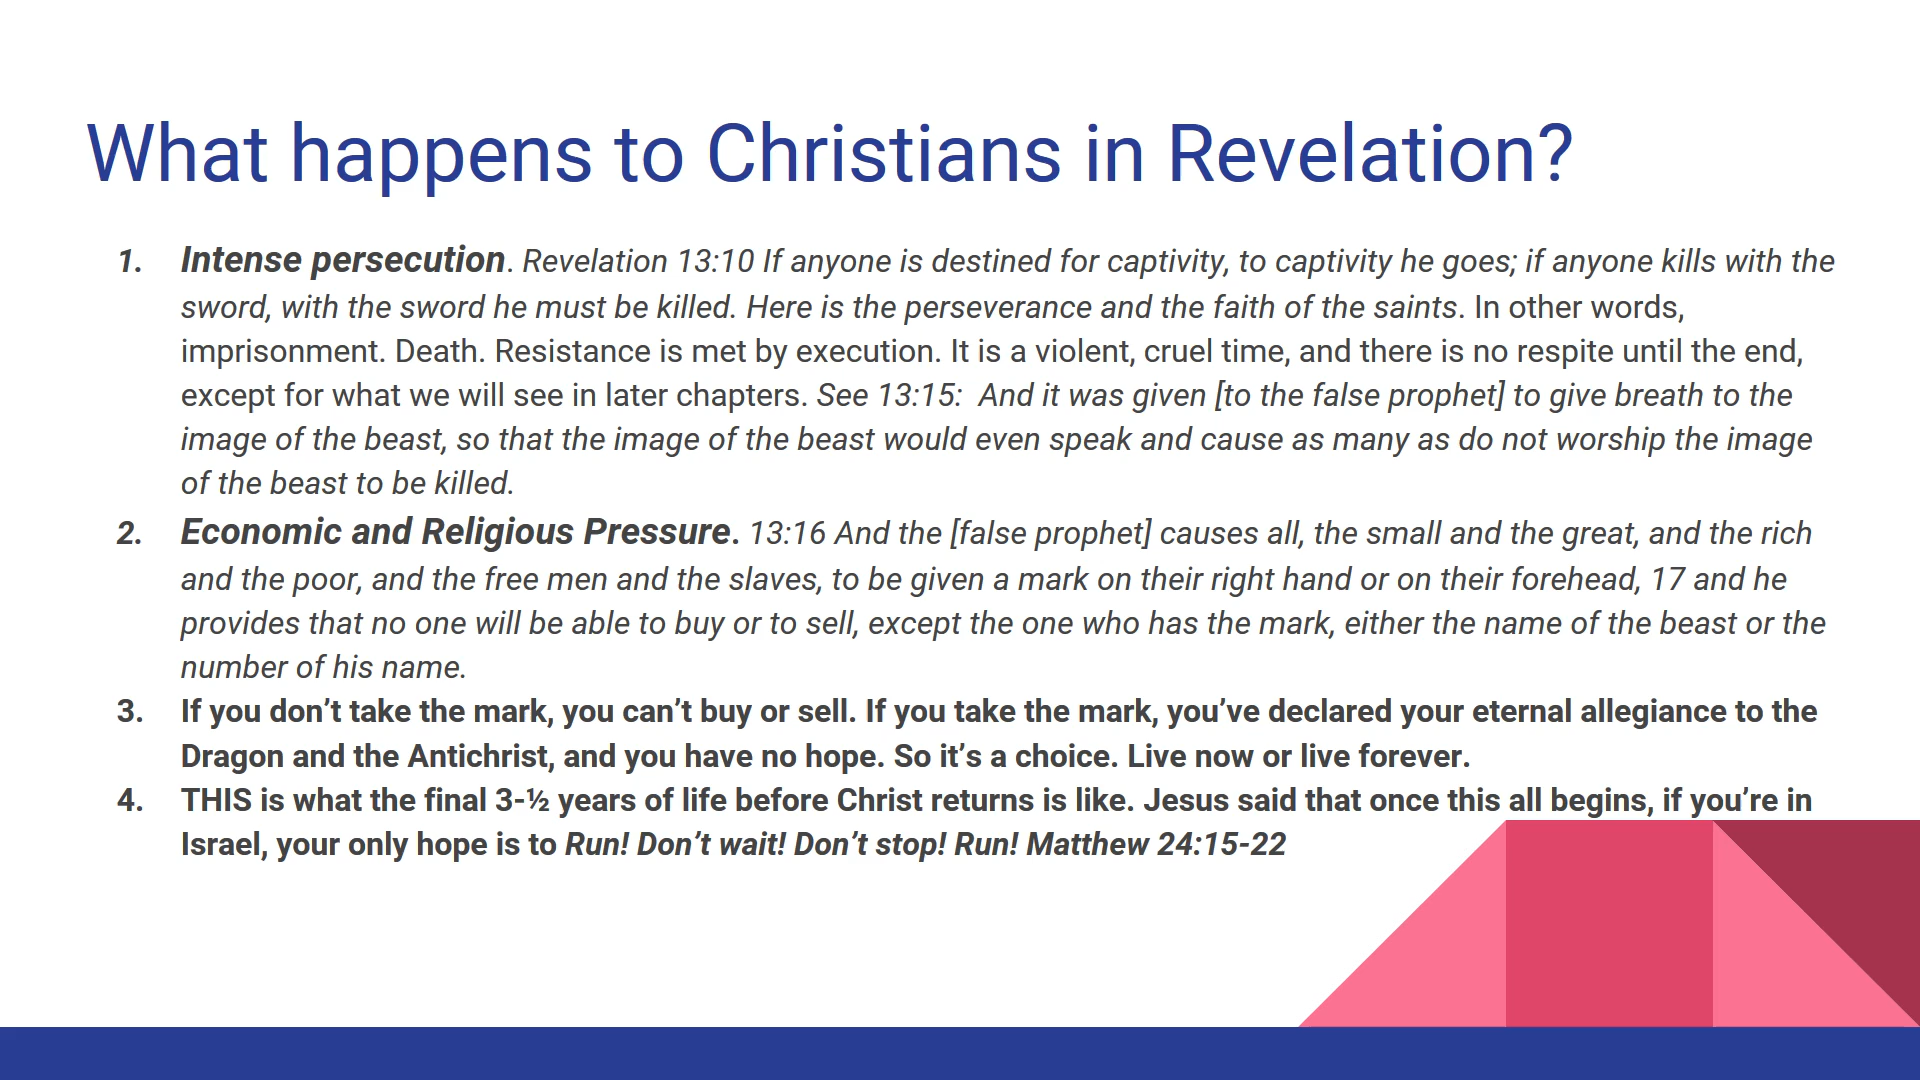 What happens to Christians in Revelation?
1. Intense persecution. Revelation 13:10 If anyone is destined for captivity, to captivity he goes; if anyone kills with the
sword, with the sword he must be killed. Here is the perseverance and the faith of the saints. In other words,
imprisonment. Death. Resistance is met by execution. It is a violent, cruel time, and there is no respite until the end,
except for what we will see in later chapters. See 13:15:  And it was given [to the false prophet] to give breath to the
image of the beast, so that the image of the beast would even speak and cause as many as do not worship the image
of the beast to be killed.
2. Economic and Religious Pressure. 13:16 And the [false prophet] causes all, the small and the great, and the rich
and the poor, and the free men and the slaves, to be given a mark on their right hand or on their forehead, 17 and he
provides that no one will be able to buy or to sell, except the one who has the mark, either the name of the beast or the
number of his name.
3. If you don’t take the mark, you can’t buy or sell. If you take the mark, you’ve declared your eternal allegiance to the
Dragon and the Antichrist, and you have no hope. So it’s a choice. Live now or live forever.
4. THIS is what the final 3-½ years of life before Christ returns is like. Jesus said that once this all begins, if you’re in
Israel, your only hope is to Run! Don’t wait! Don’t stop! Run! Matthew 24:15-22